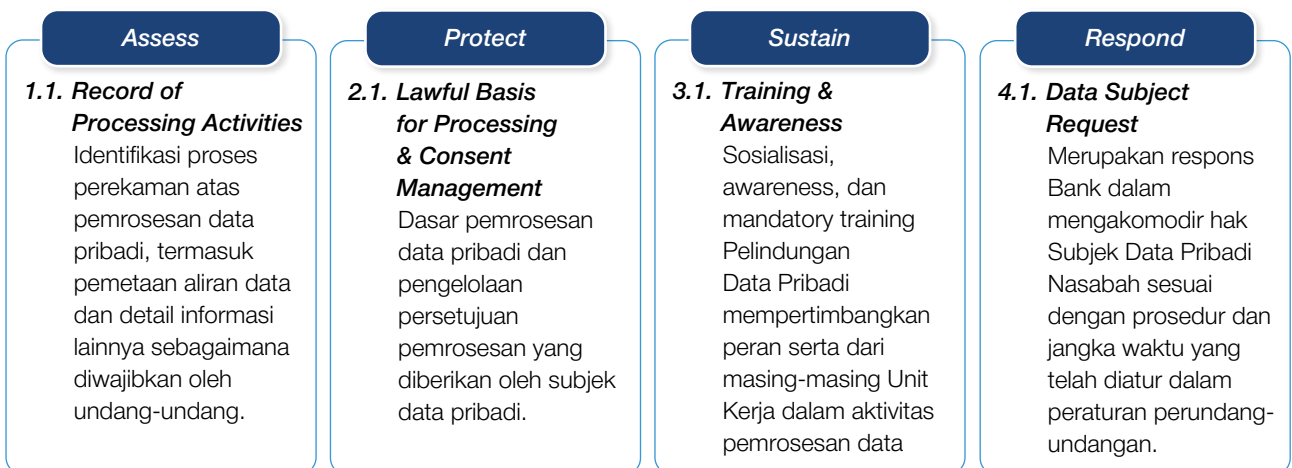 Assess
1.1. Record of
Processing Activities
Identifikasi proses
perekaman atas
pemrosesan data
pribadi, termasuk
pemetaan aliran data
dan detail informasi
lainnya sebagaimana
diwajibkan oleh
undang-undang.
Protect
2.1. Lawful Basis
for Processing
& Consent
Management
Dasar pemrosesan
data pribadi dan
pengelolaan
persetujuan
pemrosesan yang
diberikan oleh subjek
data pribadi.
Sustain
3.1. Training &
Awareness
Sosialisasi,
awareness, dan
mandatory training
Pelindungan
Data Pribadi
mempertimbangkan
peran serta dari
masing-masing Unit
Kerja dalam aktivitas
pemrosesan data
Respond
4.1. Data Subject
Request
Merupakan respons
Bank dalam
mengakomodir hak
Subjek Data Pribadi
Nasabah sesuai
dengan prosedur dan
jangka waktu yang
telah diatur dalam
peraturan perundang-
undangan.